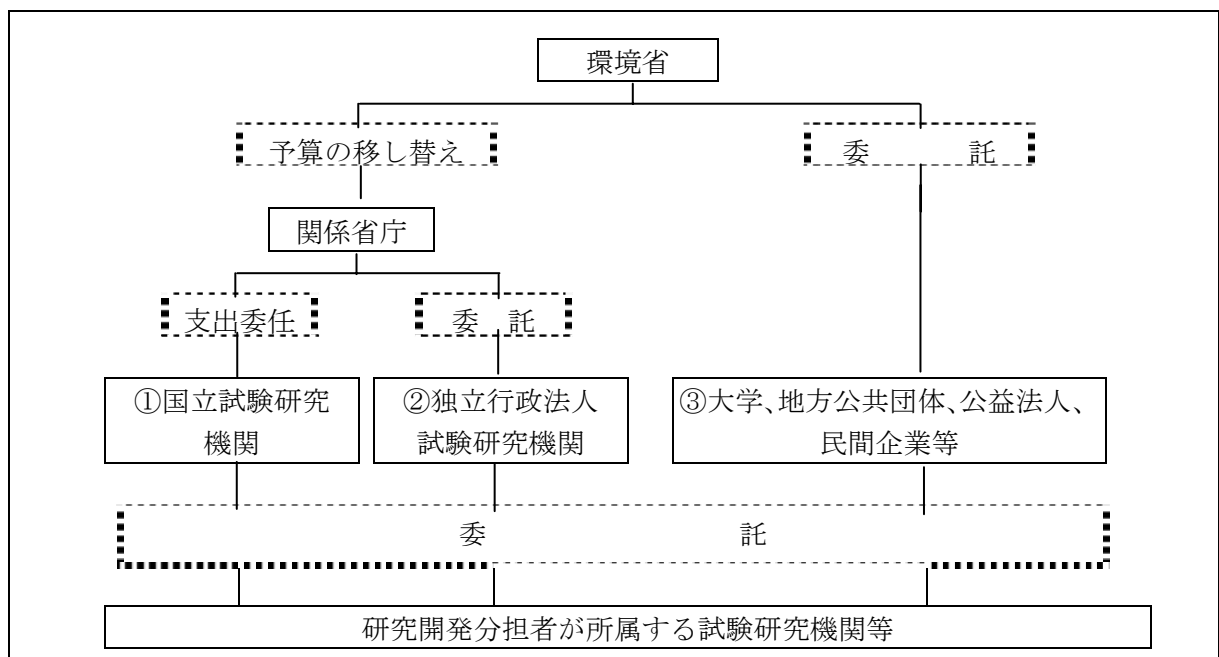 環境省
予算の移し替え
委 託
関係省庁
支出委任
委 託
①国立試験研究
機関
②独立行政法人
試験研究機関
③大学、地方公共団体、公益法人、
民間企業等
委 託
研究開発分担者が所属する試験研究機関等